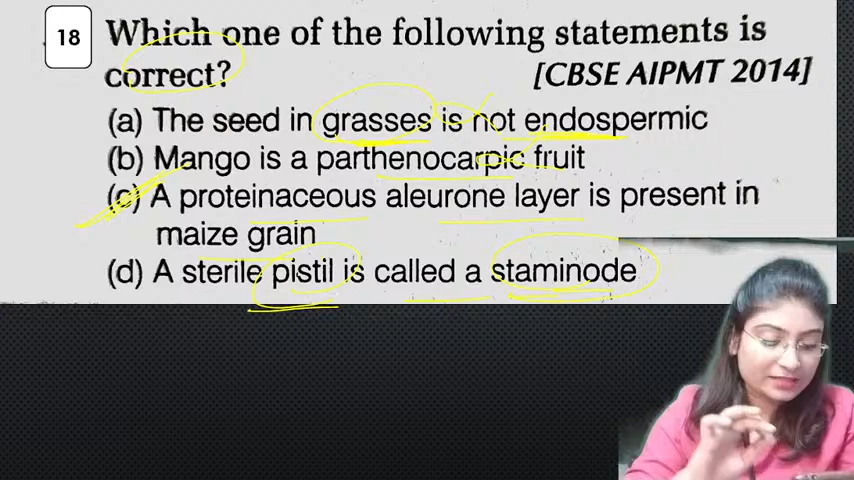 18 Which one of the following statements is
correct? [CBSE AIPMT 2014]
(a) The seed in grasses is not endospermic
(b) Mango is a parthenocarpic fruit
(c) A proteinaceous aleurone layer is present in
maize grain
(d) A sterile pistil is called a staminode